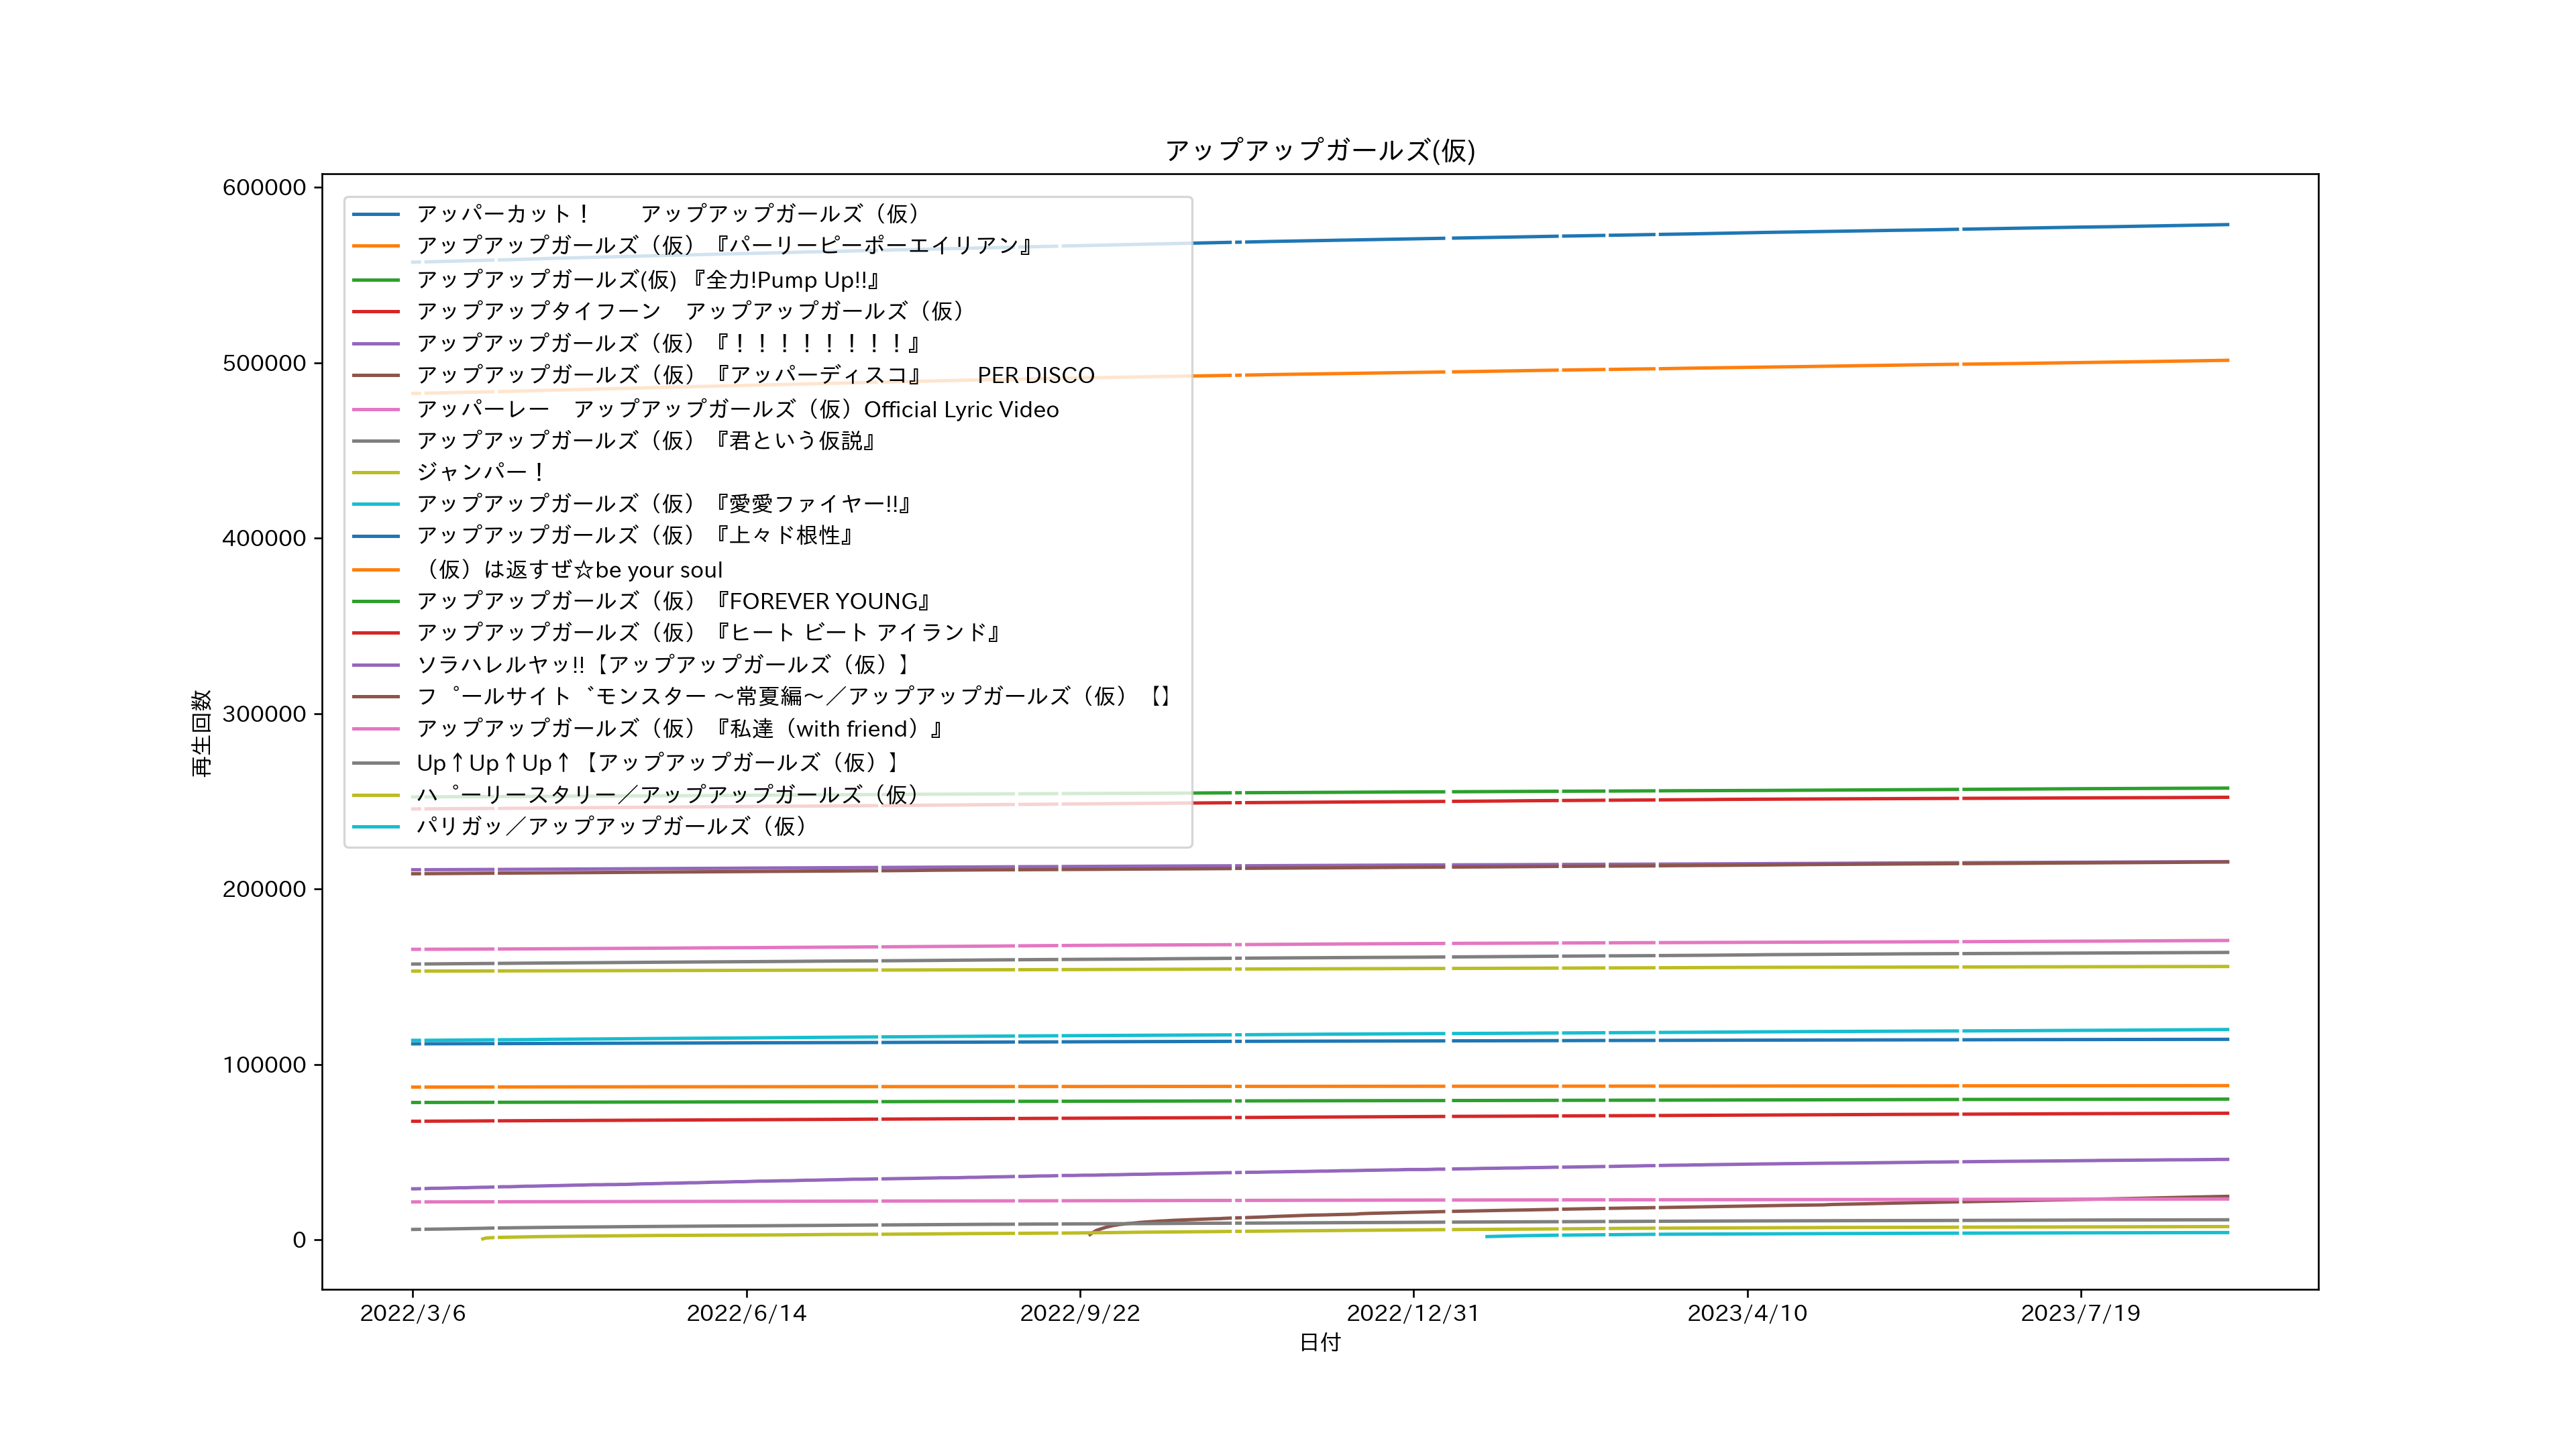 アップアップガールズ(仮)
600000
500000
400000
300000
200000
100000
0
再生回数
アッパーカット！　　アップアップガールズ（仮）
アップアップガールズ（仮）『パーリーピーポーエイリアン』
アップアップガールズ(仮) 『全力!Pump Up!!』
アップアップタイフーン　アップアップガールズ（仮）
アップアップガールズ（仮）『！！！！！！！！』
アップアップガールズ（仮）『アッパーディスコ』　　PER DISCO
アッパーレー　アップアップガールズ（仮）Official Lyric Video
アップアップガールズ（仮）『君という仮説』
ジャンパー！
アップアップガールズ（仮）『愛愛ファイヤー!!』
アップアップガールズ（仮）『上々ド根性』
（仮）は返すぜ☆be your soul
アップアップガールズ（仮）『FOREVER YOUNG』
アップアップガールズ（仮）『ヒート ビート アイランド』
ソラハレルヤッ!!【アップアップガールズ（仮）】
フ゜ールサイト゛モンスター ～常夏編～／アップアップガールズ（仮）【】
アップアップガールズ（仮）『私達（with friend）』
Up↑Up↑Up↑【アップアップガールズ（仮）】
ハ゜ーリースタリー／アップアップガールズ（仮）
パリガッ／アップアップガールズ（仮）
2022/3/6
2022/6/14
2022/9/22
2022/12/31
2023/4/10
2023/7/19
日付